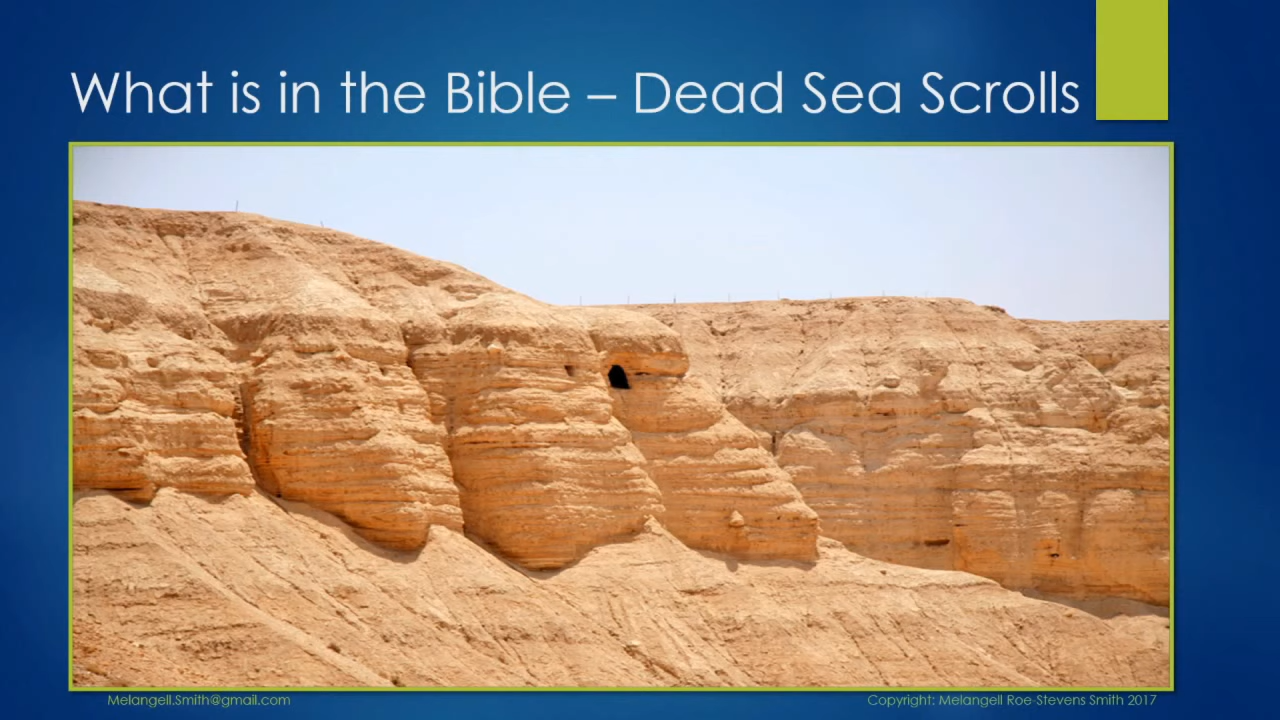 What is in the Bible – Dead Sea Scrolls
Melangell.Smith@gmail.com
Copyright: Melangell Roe-Stevens Smith 2017